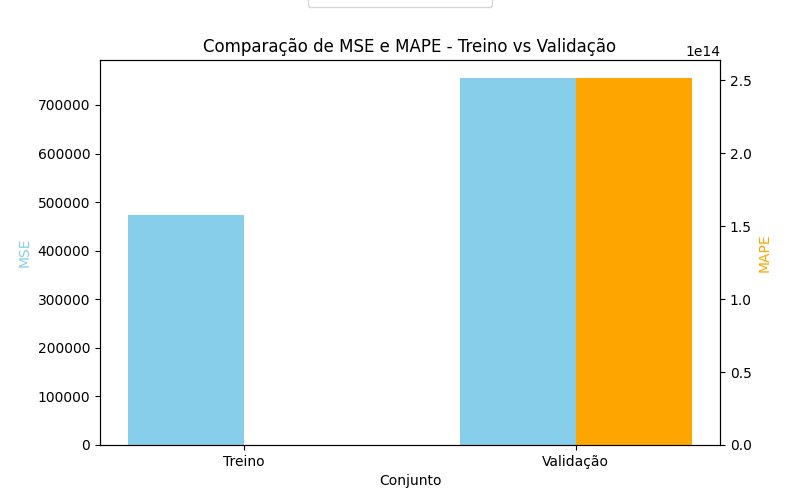 Comparação de MSE e MAPE - Treino vs Validação
1e14
MSE
700000
600000
500000
400000
300000
200000
100000
0
2.5
2.0
1.5
1.0
0.5
0.0
MAPE
Treino
Validação
Conjunto